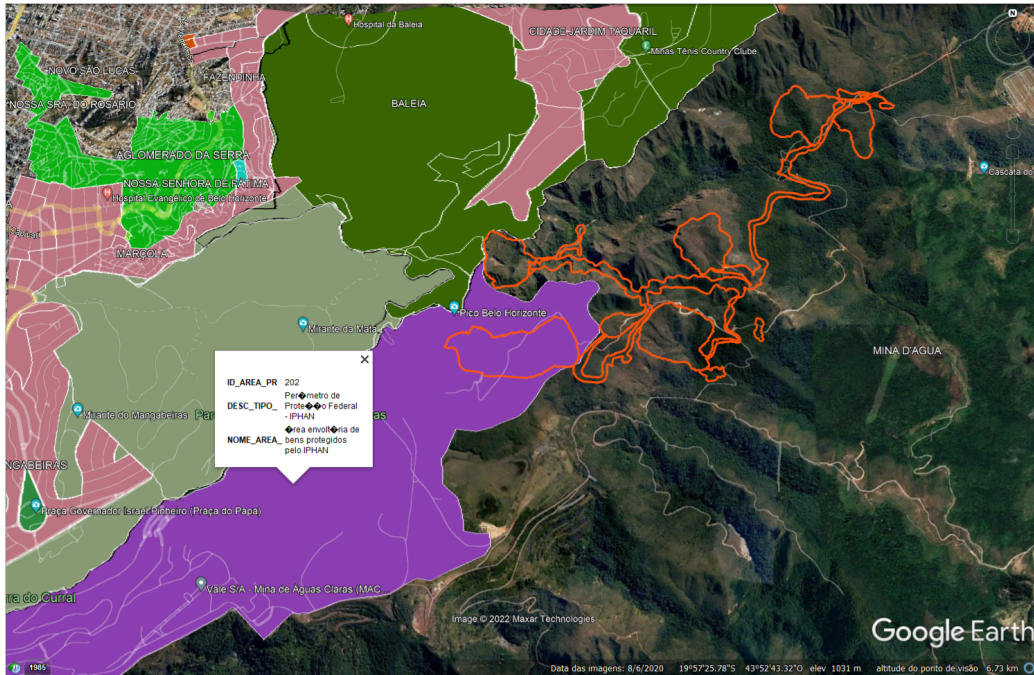 Hospital da Baleia
CIDADE JARDIM TAQUARIL
Minas Tênis Country Clube
NOVO SÃO LUCAS
FAZENDINHA
NOSSA SRA. DO ROSÁRIO
BALEIA
AGLOMERADO DA SERRA
NOSSA SENHORA DE FÁTIMA
Hospital Evangélico de Belo Horizonte
Cascata do
MARÇOLA
Pico Belo Horizonte
Mirante da Mata
MINA D'ÁGUA
ID_AREA_PR 202
DESC_TIPO_ Per�metro de
Prote��o Federal
- IPHAN
NOME_AREA_ �rea envolt�ria de
bens protegidos
pelo IPHAN
Mirante do Mangabeiras
Par
as
NGABEIRAS
Praça Governador Israel Pinheiro (Praça do Papa)
Vale S/A - Mina de Águas Claras (MAC
rra do Curral
Image © 2022 Maxar Technologies
Google Earth
1985
Data das imagens: 8/6/2020 19°57'25.78"S 43°52'43.32"O elev 1031 m altitude do ponto de visão 6.73 km
N